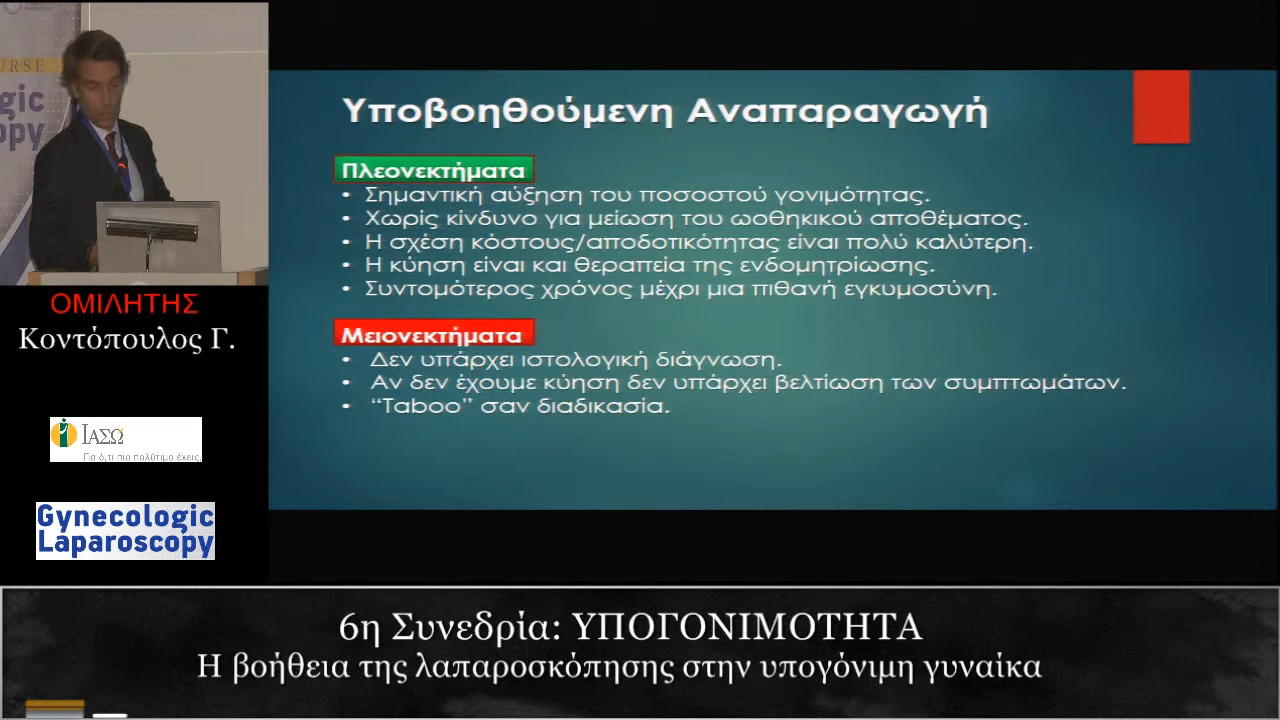 URSE
gic
opy
Υποβοηθούμενη Αναπαραγωγή
Πλεονεκτήματα
• Σημαντική αύξηση του ποσοστού γονιμότητας.
• Χωρίς κίνδυνο για μείωση του ωοθηκικού αποθέματος.
• Η σχέση κόστους/αποδοτικότητας είναι πολύ καλύτερη.
• Η κύηση είναι και θεραπεία της ενδομητρίωσης.
• Συντομότερος χρόνος μέχρι μια πιθανή εγκυμοσύνη.
Μειονεκτήματα
• Δεν υπάρχει ιστολογική διάγνωση.
• Αν δεν έχουμε κύηση δεν υπάρχει βελτίωση των συμπτωμάτων.
• “Taboo” σαν διαδικασία.
ΟΜΙΛΗΤΗΣ
Κοντόπουλος Γ.
ΙΑΣΩ
Για ό,τι πιο πολύτιμο έχεις.
Gynecologic
Laparoscopy
6η Συνεδρία: ΥΠΟΓΟΝΙΜΟΤΗΤΑ
Η βοήθεια της λαπαροσκόπησης στην υπογόνιμη γυναίκα